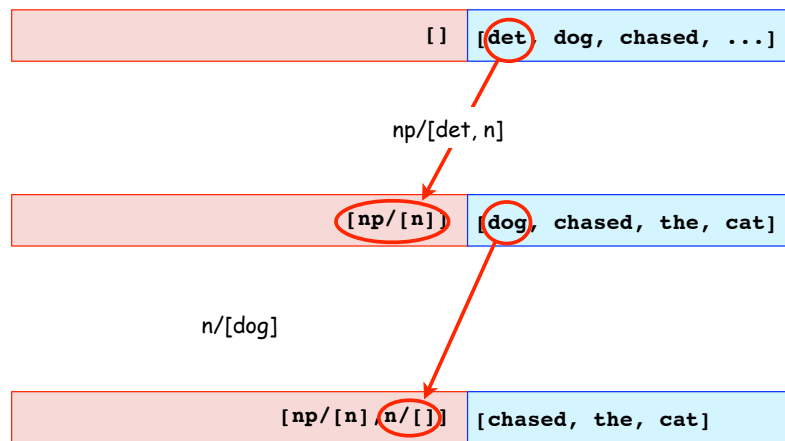 [] [det, dog, chased, ...]
np/[det, n]
[np/[n]] [dog, chased, the, cat]
n/[dog]
[np/[n],n/[]] [chased, the, cat]